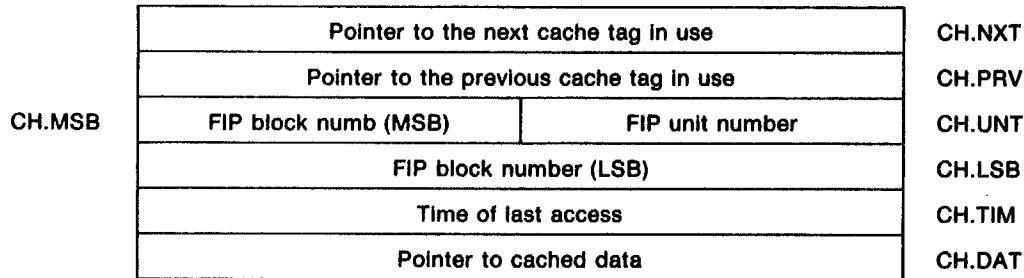 Pointer to the next cache tag in use CH.NXT
Pointer to the previous cache tag in use CH.PRV
CH.MSB FIP block numb (MSB) FIP unit number CH.UNT
FIP block number (LSB) CH.LSB
Time of last access CH.TIM
Pointer to cached data CH.DAT